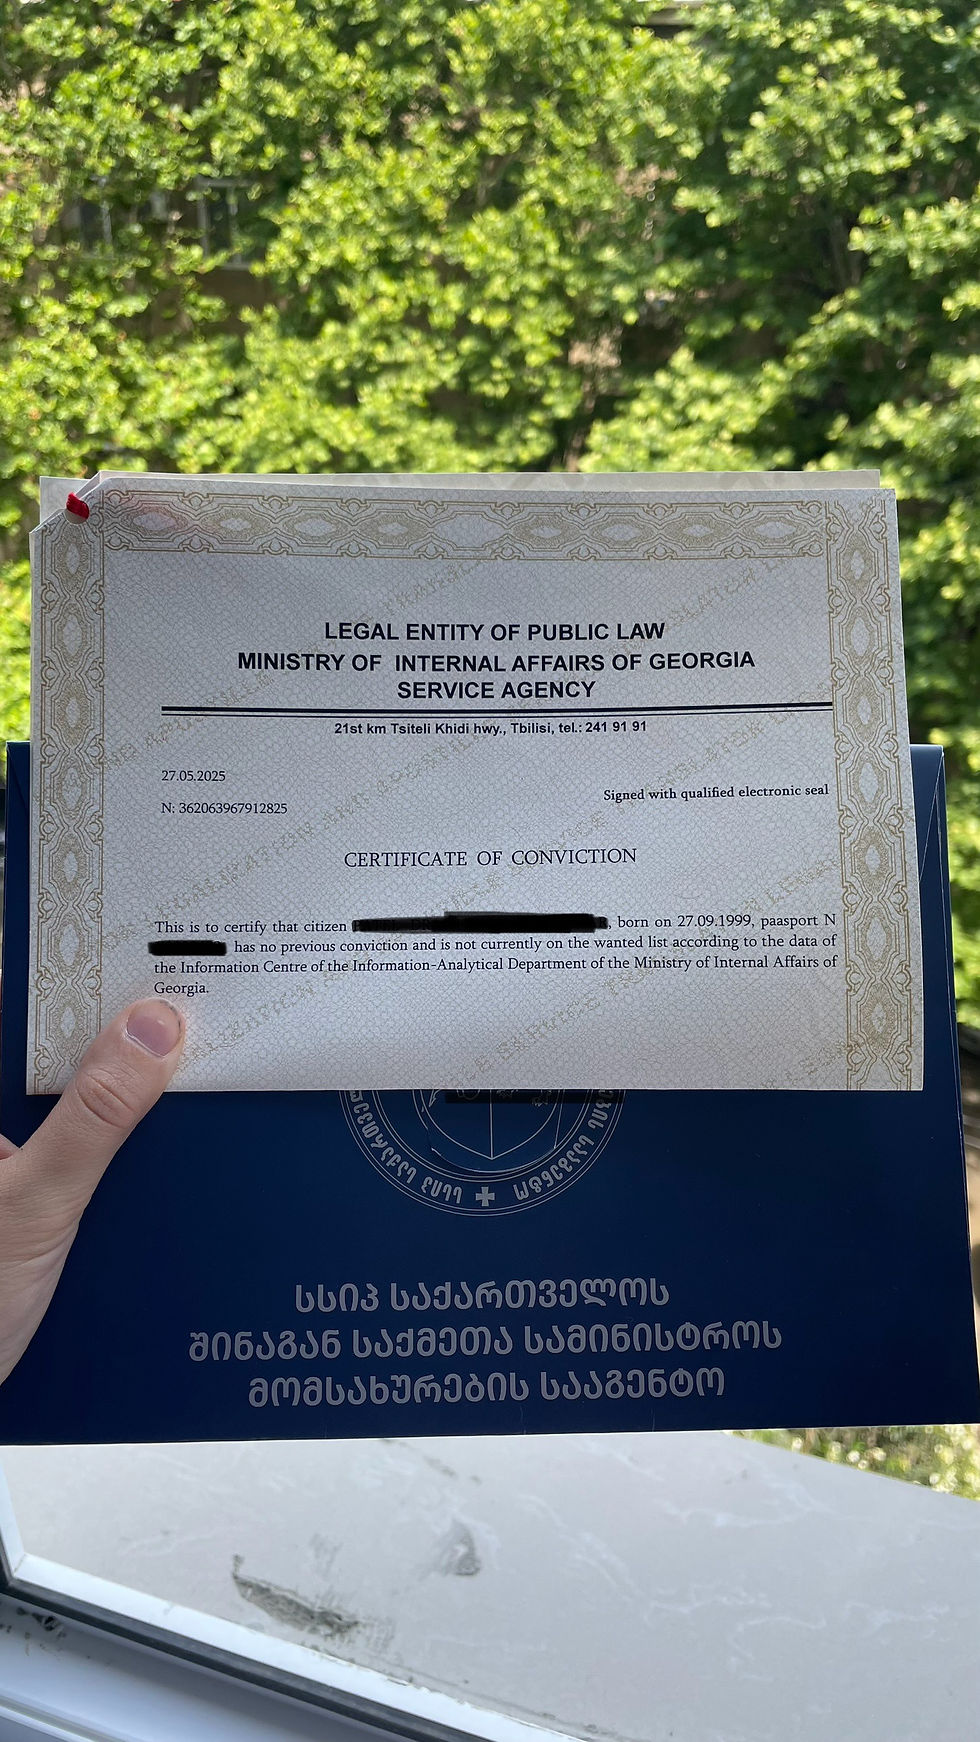 LEGAL ENTITY OF PUBLIC LAW
MINISTRY OF INTERNAL AFFAIRS OF GEORGIA
SERVICE AGENCY
21st km Tsiteli Khidi hwy., Tbilisi, tel.: 241 91 91
27.05.2025
Signed with qualified electronic seal
N: 362063967912825
CERTIFICATE OF CONVICTION
This is to certify that citizen , born on 27.09.1999, paasport N
has no previous conviction and is not currently on the wanted list according to the data of
the Information Centre of the Information-Analytical Department of the Ministry of Internal Affairs of
Georgia.
სსიპ საქართველოს
შინაგან საქმეთა სამინისტროს
მომსახურების სააგენტო